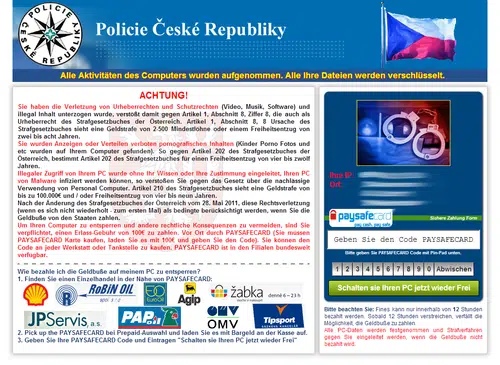 POLICIE
ČESKÉ REPUBLIKY
Policie České Republiky
Alle Aktivitäten des Computers wurden aufgenommen. Alle Ihre Dateien werden verschlüsselt.
ACHTUNG!
Sie haben die Verletzung von Urheberrechten und Schutzrechten (Video, Musik, Software) und
illegal Inhalt unterzogen wurde, verstößt damit gegen Artikel 1, Abschnitt 8, Ziffer 8, die auch als
Urheberrecht des Strafgesetzbuches der Österreich, Artikel 1, Abschnitt 8, 8 Ursache des
Strafgesetzbuches sieht eine Geldstrafe von 2-500 Mindestlöhne oder einem Freiheitsentzug von
zwei bis acht Jahren.
Sie wurden Anzeigen oder Verteilen verboten pornografischen Inhalten (Kinder Porno Fotos und
etc wurden auf Ihrem Computer gefunden). So gegen Artikel 202 des Strafgesetzbuches der
Österreich, bestimmt Artikel 202 des Strafgesetzbuches für einen Freiheitsentzug von vier bis zwölf
Jahren.
Illegaler Zugriff von Ihrem PC wurde ohne Ihr Wissen oder Ihre Zustimmung eingeleitet, Ihren PC
von Malware infiziert werden können, so verstoßen Sie gegen das Gesetz über die nachlässige
Verwendung von Personal Computer. Artikel 210 des Strafgesetzbuches sieht eine Geldstrafe von
bis zu 100.000€ und / oder Freiheitsentzug von vier bis neun Jahren.
Nach der Änderung des Strafgesetzbuches der Österreich 28. Mai 2011, diese Rechtsverletzung
(wenn es sich nicht wiederholt - zum ersten Mal) als bedingte berücksichtigt werden, wenn Sie die
Geldbuße von den Staaten zahlen.
Um Ihren Computer zu entsperren und andere rechtliche Konsequenzen zu vermeiden, sind Sie
verpflichtet, einen Erlass-Gebühr von 100€ zu zahlen. Vor Ort durch PAYSAFECARD (Sie müssen
PAYSAFECARD Karte kaufen, laden Sie es mit 100€ und geben Sie den Code). Sie können den
Code an jeder Werkstatt oder Tankstelle zu kaufen. PAYSAFECARD ist in den Filialen bundesweit
verfügbar.
Wie bezahle ich die Geldbuße auf meinen PC zu entsperren?
1. Finden Sie einen Einzelhandel in der Nähe von PAYSAFECARD:
Shell
RoBiN OIL
Euro Oil
Agip
žabka
denně 6 – 23 h
JPServis, a.s.
PAP oil
OMV
TIPSPORT
2. Pick up the PAYSAFECARD bei Prepaid-Auswahl und laden Sie es mit Bargeld an der Kasse auf.
3. Geben Sie Ihre PAYSAFECARD Code und Eintragen "Schalten sie Ihren PC jetzt wieder Frei"
Ihre IP
Ort:
paysafecard
pay cash. pay safe.
Sichere Zahlung Form
Geben Sie den Code PAYSAFECARD
Bitte geben Sie PAYSAFECARD Code mit Pin-Pad unten.
1 2 3 4 5 6 7 8 9 0 Abwischen
Schalten sie Ihren PC jetzt wieder Frei
Bitte beachten Sie: Fines kann nur innerhalb von 12 Stunden
bezahlt werden. Sobald 12 Stunden verstreichen, verfällt die
Möglichkeit, die Geldbuße zu zahlen.
Alle PC-Daten werden festgenommen und Strafverfahren
gegen Sie eingeleitet werden, wenn die Geldbuße nicht
bezahlt wird.